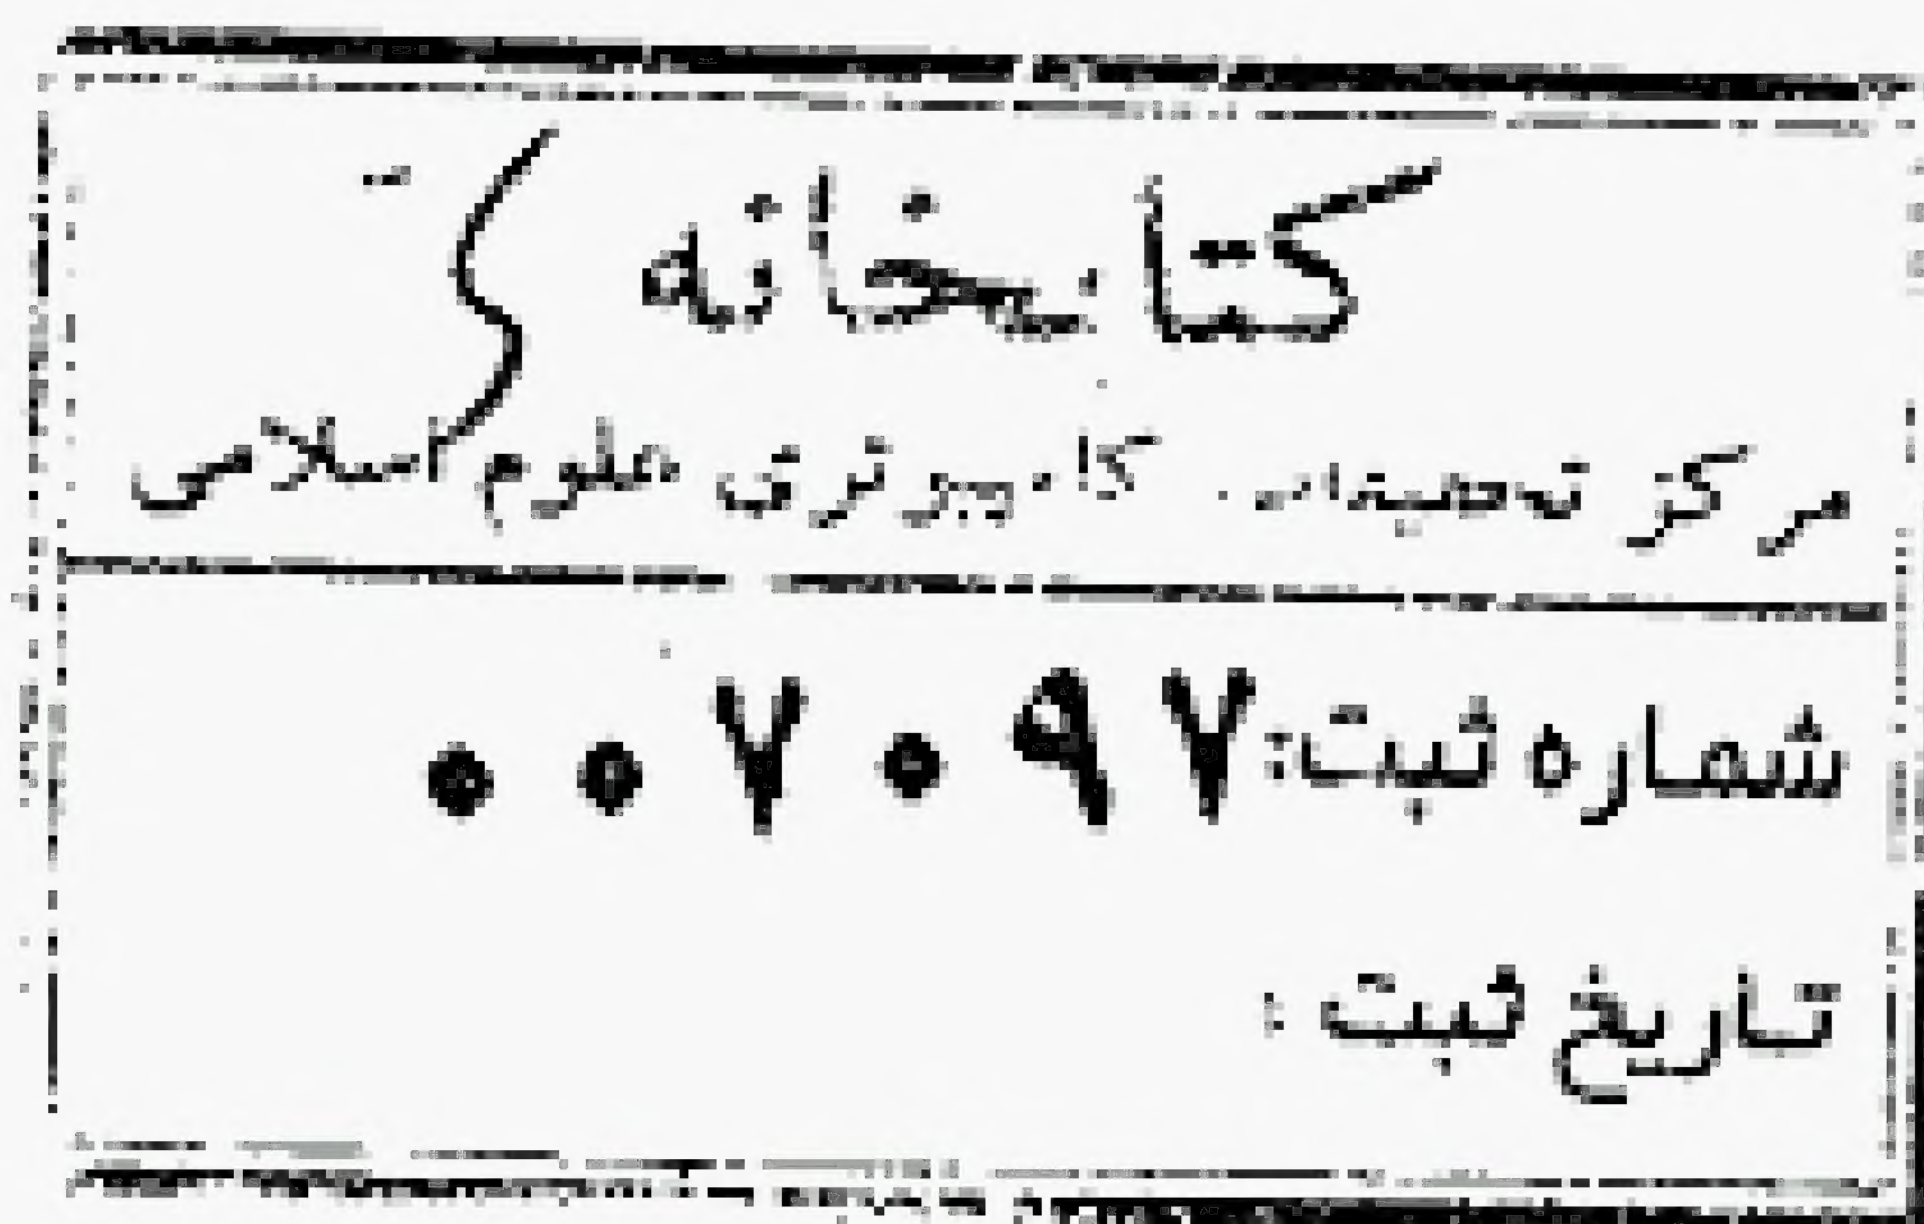 کتابخانه
مرکز تحقیقات کامپیوتری علوم اسلامی
شماره ثبت: ۰۰۷۰۹۷
تاریخ ثبت :